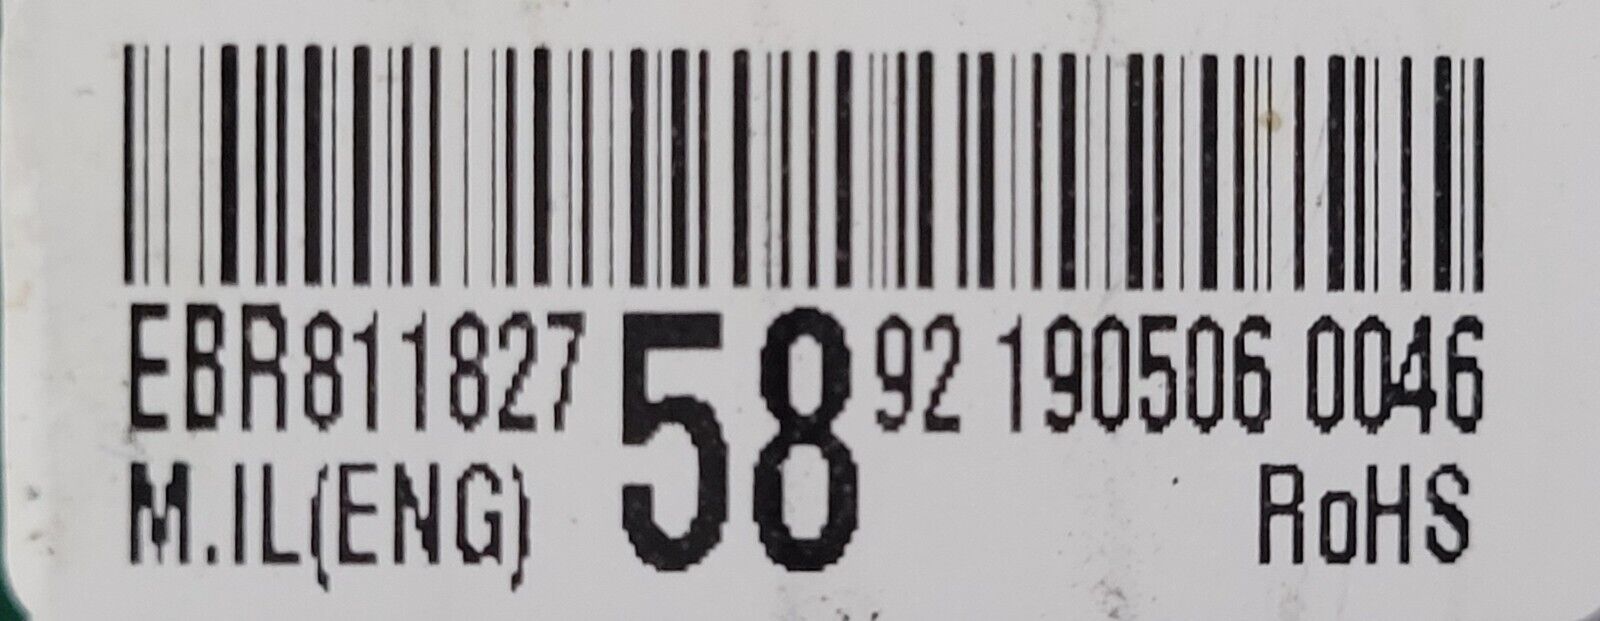 EBR811827 58 92 190506 0046
M.IL(ENG) RoHS